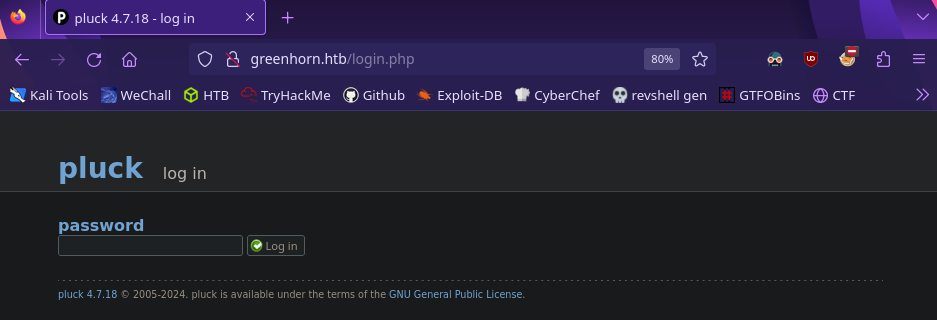 pluck 4.7.18 - log in
greenhorn.htb/login.php 80%
Kali Tools WeChall HTB TryHackMe Github Exploit-DB CyberChef revshell gen GTFOBins CTF
pluck log in
password
Log in
pluck 4.7.18 © 2005-2024. pluck is available under the terms of the GNU General Public License.